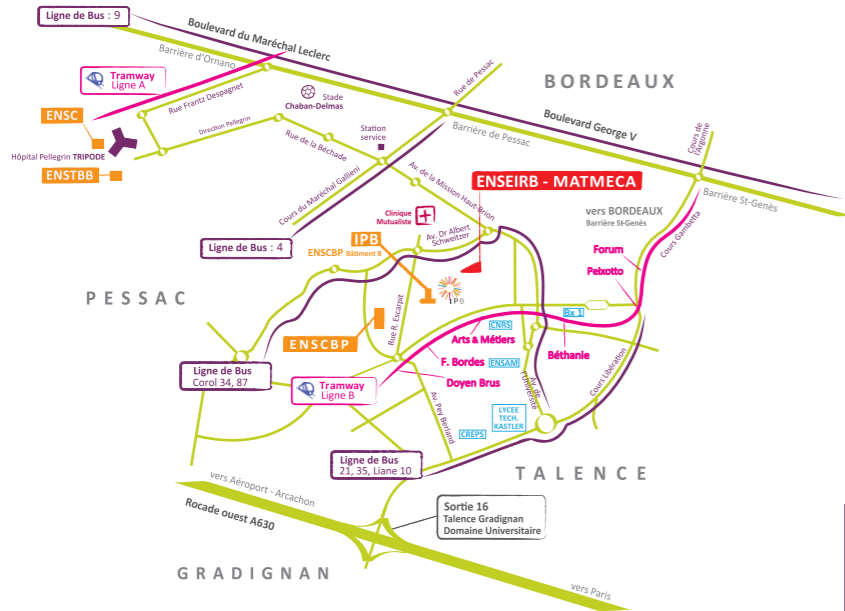 Ligne de Bus : 9
Boulevard du Maréchal Leclerc
Barrière d'Ornano
BORDEAUX
Tramway
Ligne A
Rue de Pessac
Stade
Chaban-Delmas
Rue Frantz Despagnet
Boulevard George V
ENSC
Direction Pellegrin
Station
service
Barrière de Pessac
Cours de
l'Argonne
Rue de la Béchade
Hôpital Pellegrin TRIPODE
ENSTBB
Av. de la Mission Haut Brion
ENSEIRB - MATMECA
Barrière St-Genès
Cours du Maréchal Gallieni
Clinique
Mutualiste
vers BORDEAUX
Barrière St-Genès
Ligne de Bus : 4
IPB
Av. Dr Albert
Schweitzer
ENSCBP Bâtiment B
Cours Gambetta
Forum
Peixotto
PESSAC
IPB
Rue R. Escarpit
Bx 1
CNRS
ENSCBP
Arts & Métiers
Béthanie
F. Bordes
ENSAM
Ligne de Bus
Corol 34, 87
Tramway
Ligne B
Doyen Brus
Cours Libération
Av. de
l'Université
Av. Pey Berland
LYCEE
TECH.
KASTLER
CREPS
Ligne de Bus
21, 35, Liane 10
TALENCE
vers Aéroport - Arcachon
Rocade ouest A630
Sortie 16
Talence Gradignan
Domaine Universitaire
GRADIGNAN
vers Paris